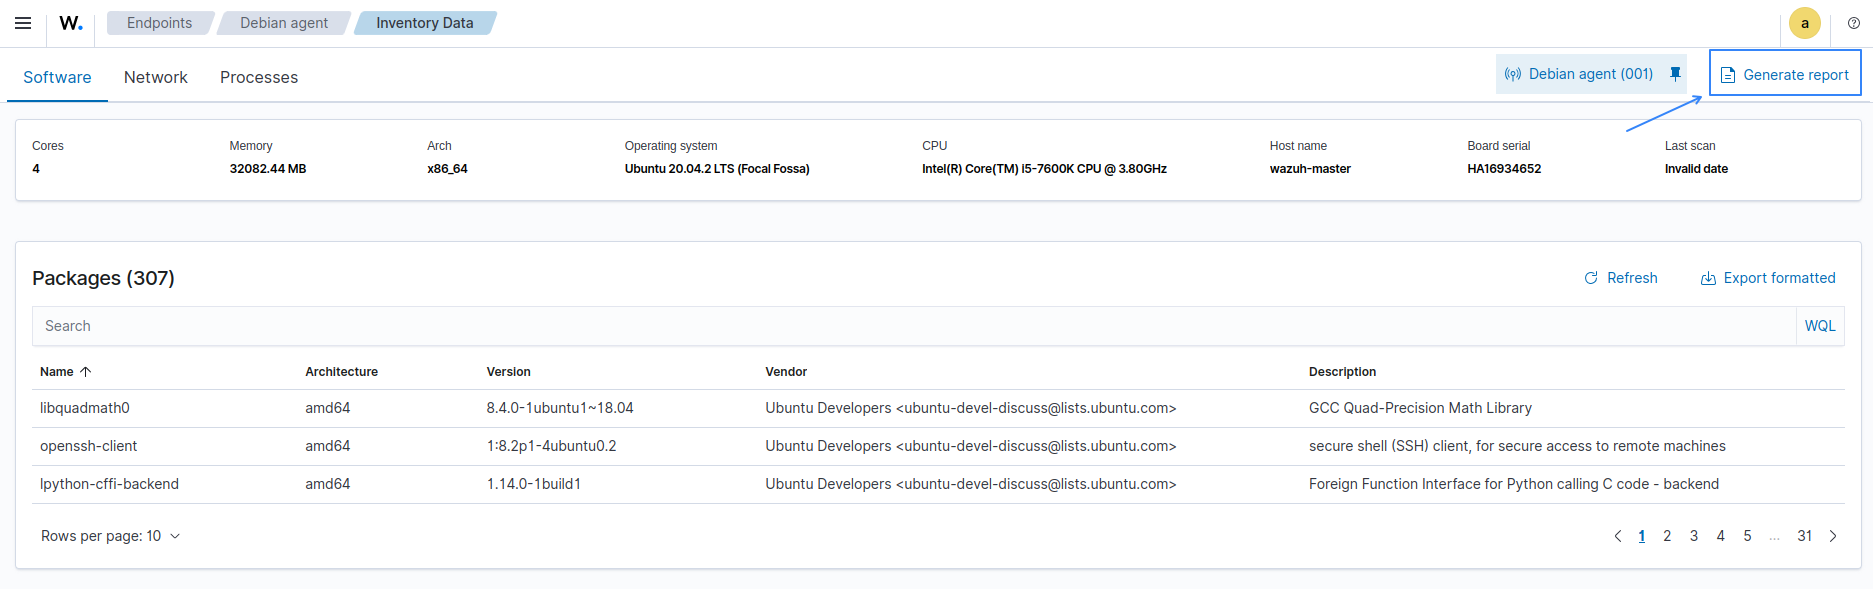 W. Endpoints Debian agent Inventory Data a
Software Network Processes Debian agent (001) Generate report
Cores Memory Arch Operating system CPU Host name Board serial Last scan
4 32082.44 MB x86_64 Ubuntu 20.04.2 LTS (Focal Fossa) Intel(R) Core(TM) i5-7600K CPU @ 3.80GHz wazuh-master HA16934652 Invalid date
Packages (307) Refresh Export formatted
Search WQL
Name Architecture Version Vendor Description
libquadmath0 amd64 8.4.0-1ubuntu1~18.04 Ubuntu Developers <ubuntu-devel-discuss@lists.ubuntu.com> GCC Quad-Precision Math Library
openssh-client amd64 1:8.2p1-4ubuntu0.2 Ubuntu Developers <ubuntu-devel-discuss@lists.ubuntu.com> secure shell (SSH) client, for secure access to remote machines
lpython-cffi-backend amd64 1.14.0-1build1 Ubuntu Developers <ubuntu-devel-discuss@lists.ubuntu.com> Foreign Function Interface for Python calling C code - backend
Rows per page: 10 1 2 3 4 5 ... 31